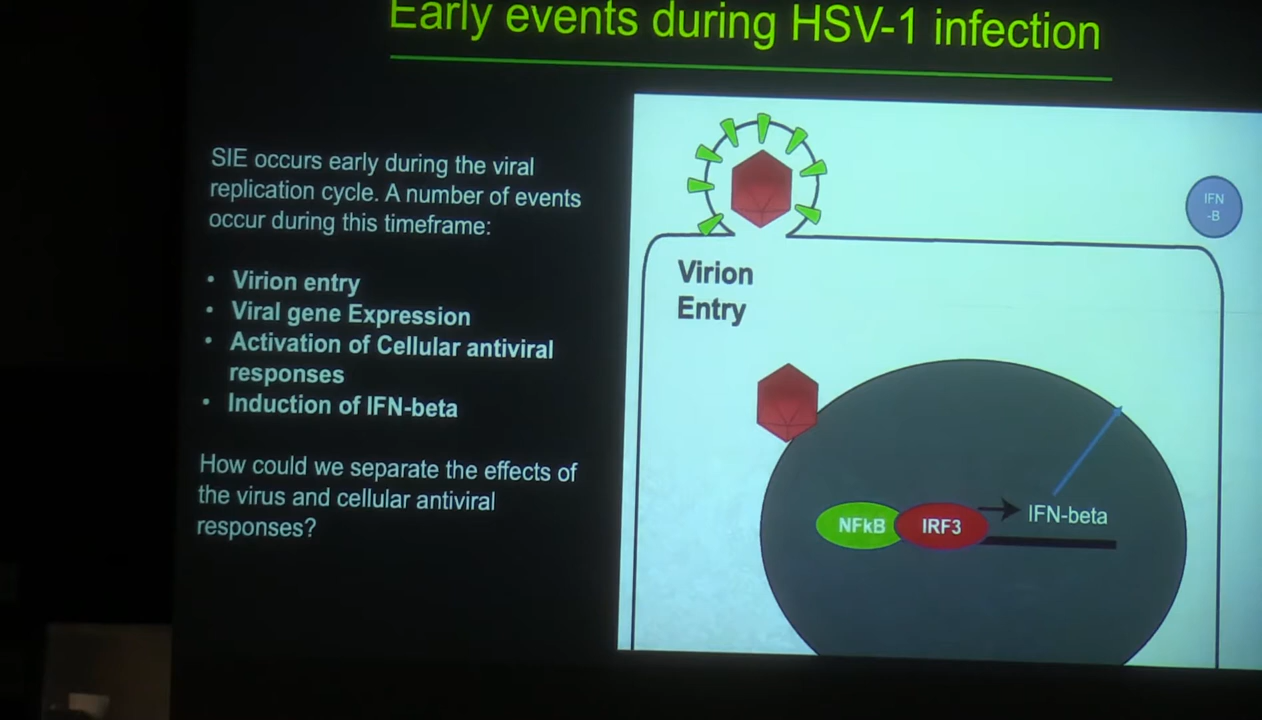 Early events during HSV-1 infection
SIE occurs early during the viral
replication cycle. A number of events
occur during this timeframe:
• Virion entry
• Viral gene Expression
• Activation of Cellular antiviral
responses
• Induction of IFN-beta
How could we separate the effects of
the virus and cellular antiviral
responses?
IFN
-B
Virion
Entry
NFkB
IRF3
IFN-beta